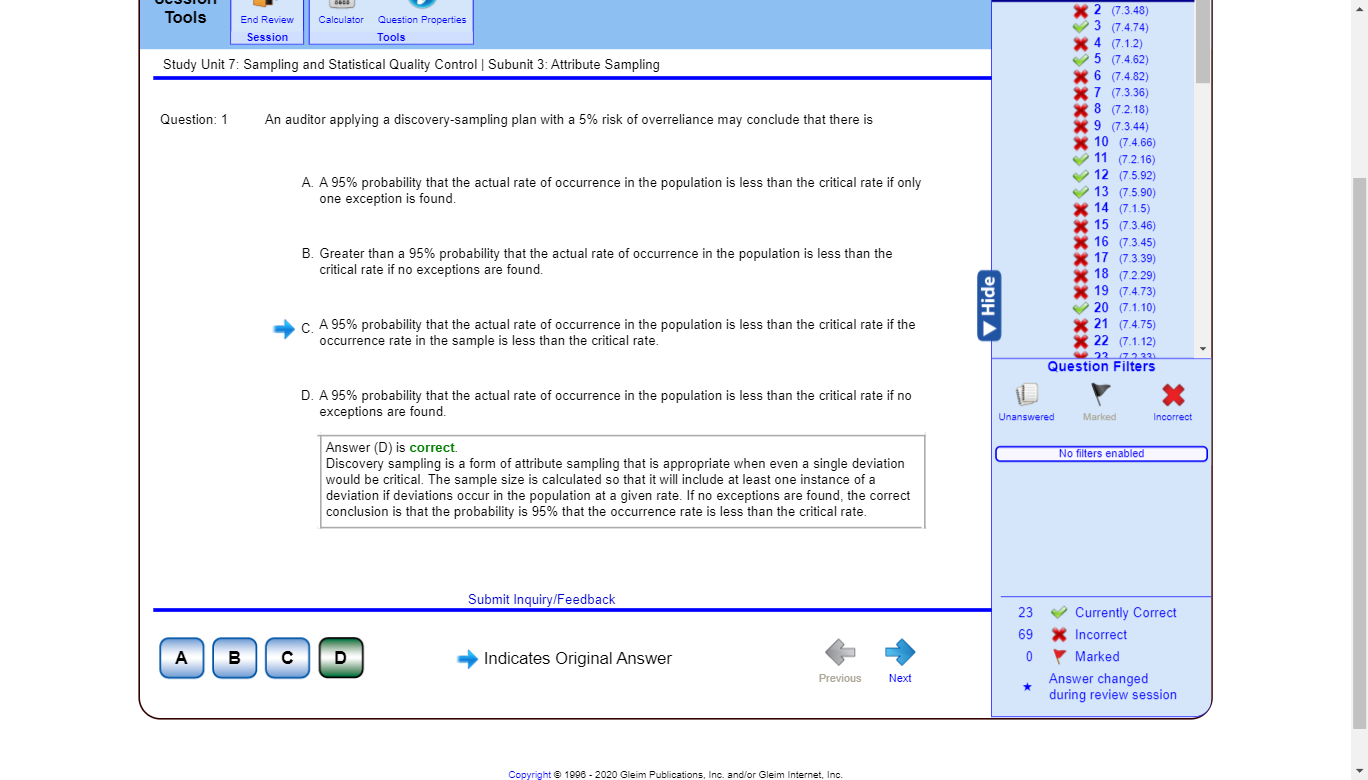 Session
Tools
End Review
Session
Calculator
Question Properties
Tools
Study Unit 7: Sampling and Statistical Quality Control | Subunit 3: Attribute Sampling
Question: 1
An auditor applying a discovery-sampling plan with a 5% risk of overreliance may conclude that there is
A. A 95% probability that the actual rate of occurrence in the population is less than the critical rate if only
one exception is found.
B. Greater than a 95% probability that the actual rate of occurrence in the population is less than the
critical rate if no exceptions are found.
C. A 95% probability that the actual rate of occurrence in the population is less than the critical rate if the
occurrence rate in the sample is less than the critical rate.
D. A 95% probability that the actual rate of occurrence in the population is less than the critical rate if no
exceptions are found.
Answer (D) is correct.
Discovery sampling is a form of attribute sampling that is appropriate when even a single deviation
would be critical. The sample size is calculated so that it will include at least one instance of a
deviation if deviations occur in the population at a given rate. If no exceptions are found, the correct
conclusion is that the probability is 95% that the occurrence rate is less than the critical rate.
Submit Inquiry/Feedback
A
B
C
D
Indicates Original Answer
Previous
Next
2 (7.3.48)
3 (7.4.74)
4 (7.1.2)
5 (7.4.62)
6 (7.4.82)
7 (7.3.36)
8 (7.2.18)
9 (7.3.44)
10 (7.4.66)
11 (7.2.16)
12 (7.5.92)
13 (7.5.90)
14 (7.1.5)
15 (7.3.46)
16 (7.3.45)
17 (7.3.39)
18 (7.2.29)
19 (7.4.73)
20 (7.1.10)
21 (7.4.75)
22 (7.1.12)
23 (7.2.33)
Hide
Question Filters
Unanswered
Marked
Incorrect
No filters enabled
23 Currently Correct
69 Incorrect
0 Marked
Answer changed
during review session
Copyright © 1996 - 2020 Gleim Publications, Inc. and/or Gleim Internet, Inc.